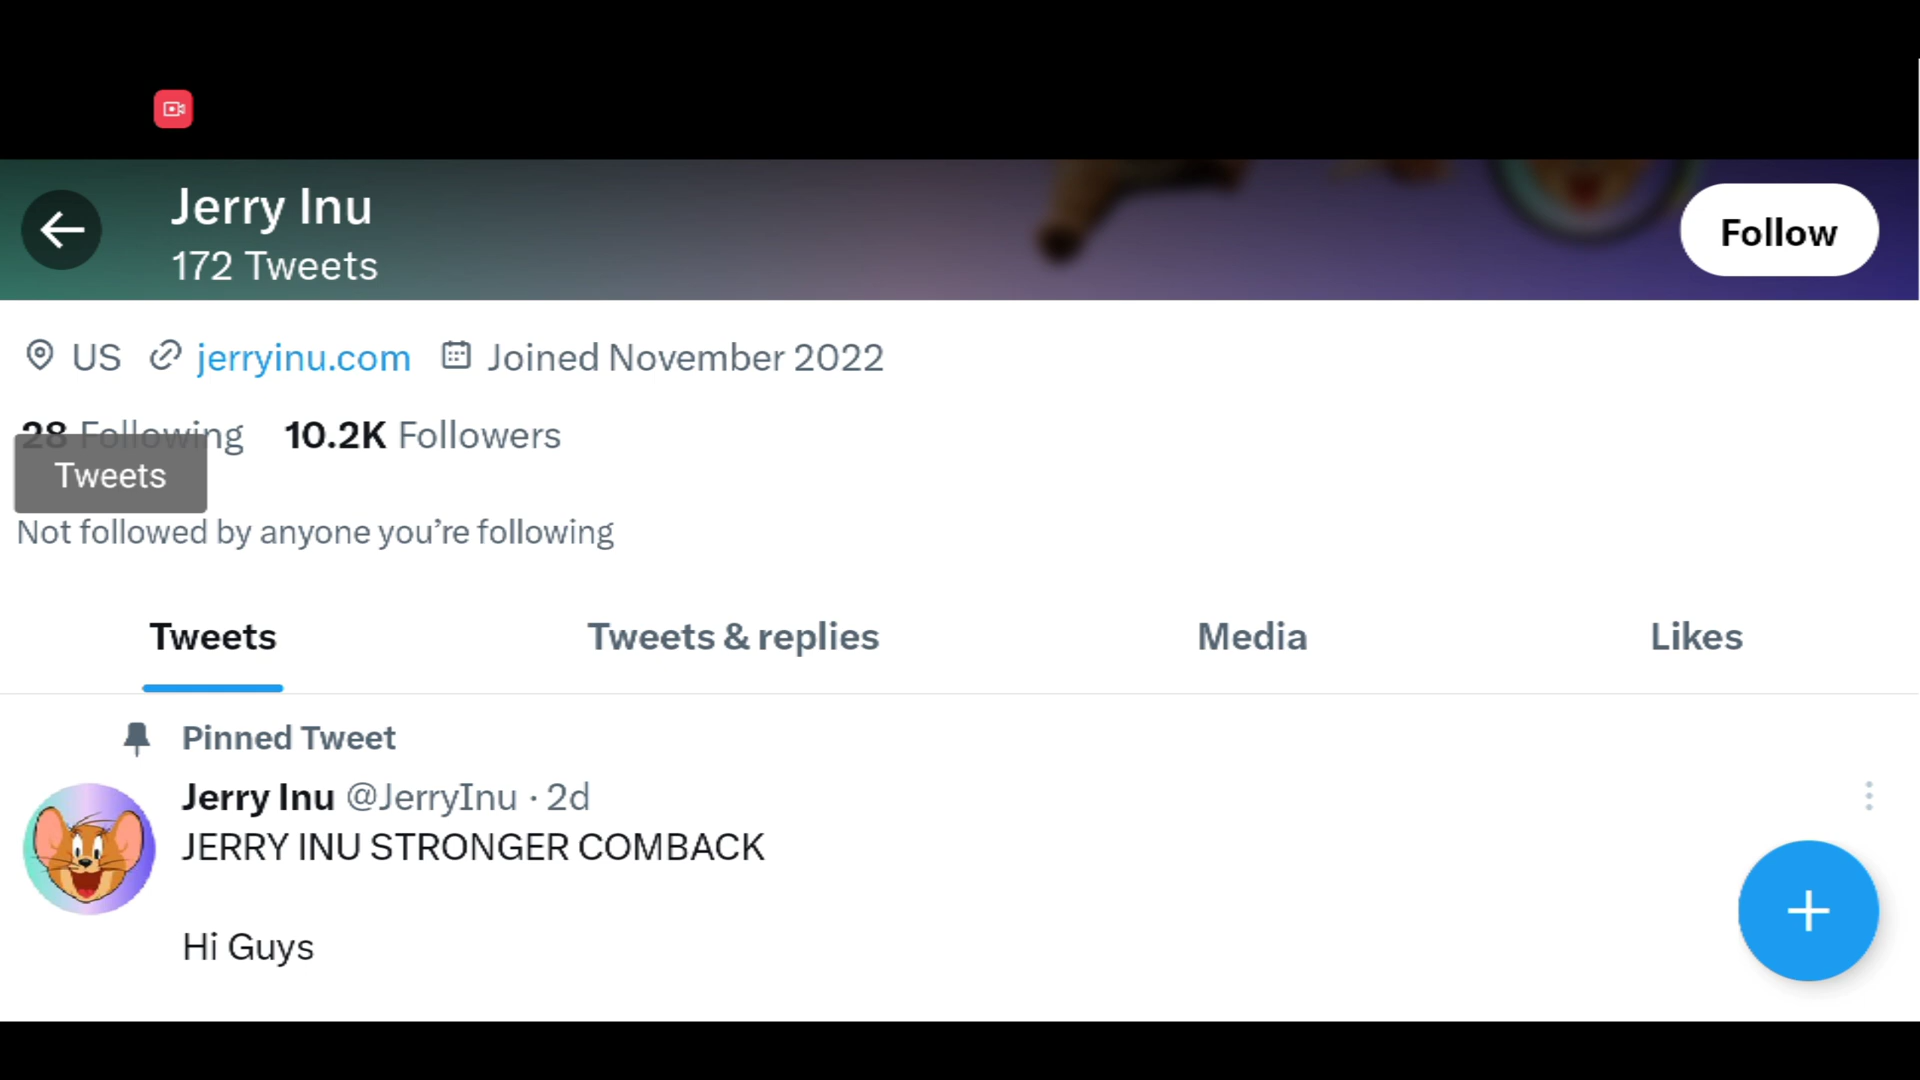 Jerry Inu
172 Tweets
Follow
US jerryinu.com Joined November 2022
28 Following 10.2K Followers
Tweets
Not followed by anyone you’re following
Tweets Tweets & replies Media Likes
Pinned Tweet
Jerry Inu @JerryInu · 2d
JERRY INU STRONGER COMBACK
Hi Guys